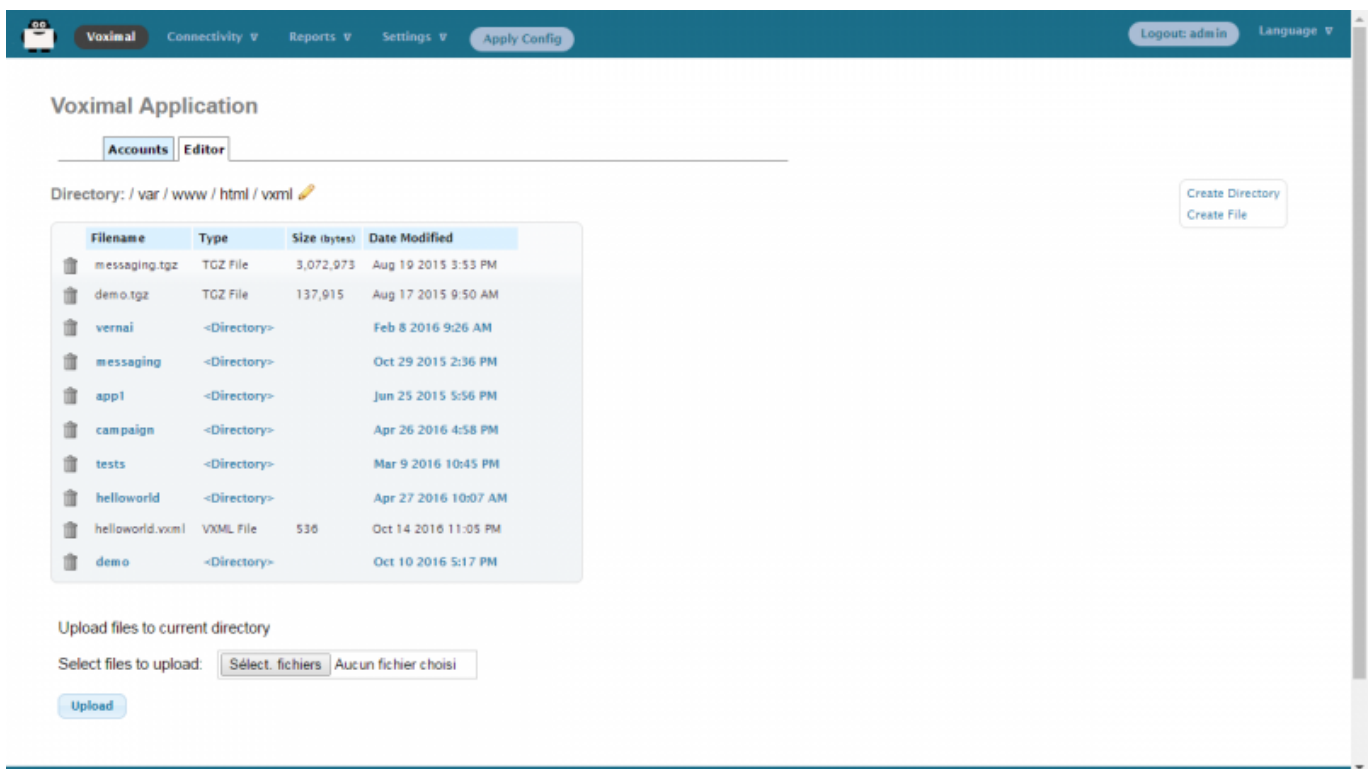 Voximal Connectivity ∇ Reports ∇ Settings ∇ Apply Config Logout: admin Language ∇
Voximal Application
Accounts Editor
Directory: / var / www / html / vxml
Create Directory
Create File
Filename Type Size (bytes) Date Modified
messaging.tgz TGZ File 3,072,973 Aug 19 2015 3:53 PM
demo.tgz TGZ File 137,915 Aug 17 2015 9:50 AM
vernai <Directory> Feb 8 2016 9:26 AM
messaging <Directory> Oct 29 2015 2:36 PM
app1 <Directory> Jun 25 2015 5:56 PM
campaign <Directory> Apr 26 2016 4:58 PM
tests <Directory> Mar 9 2016 10:45 PM
helloworld <Directory> Apr 27 2016 10:07 AM
helloworld.vxml VXML File 536 Oct 14 2016 11:05 PM
demo <Directory> Oct 10 2016 5:17 PM
Upload files to current directory
Select files to upload: Sélect. fichiers Aucun fichier choisi
Upload